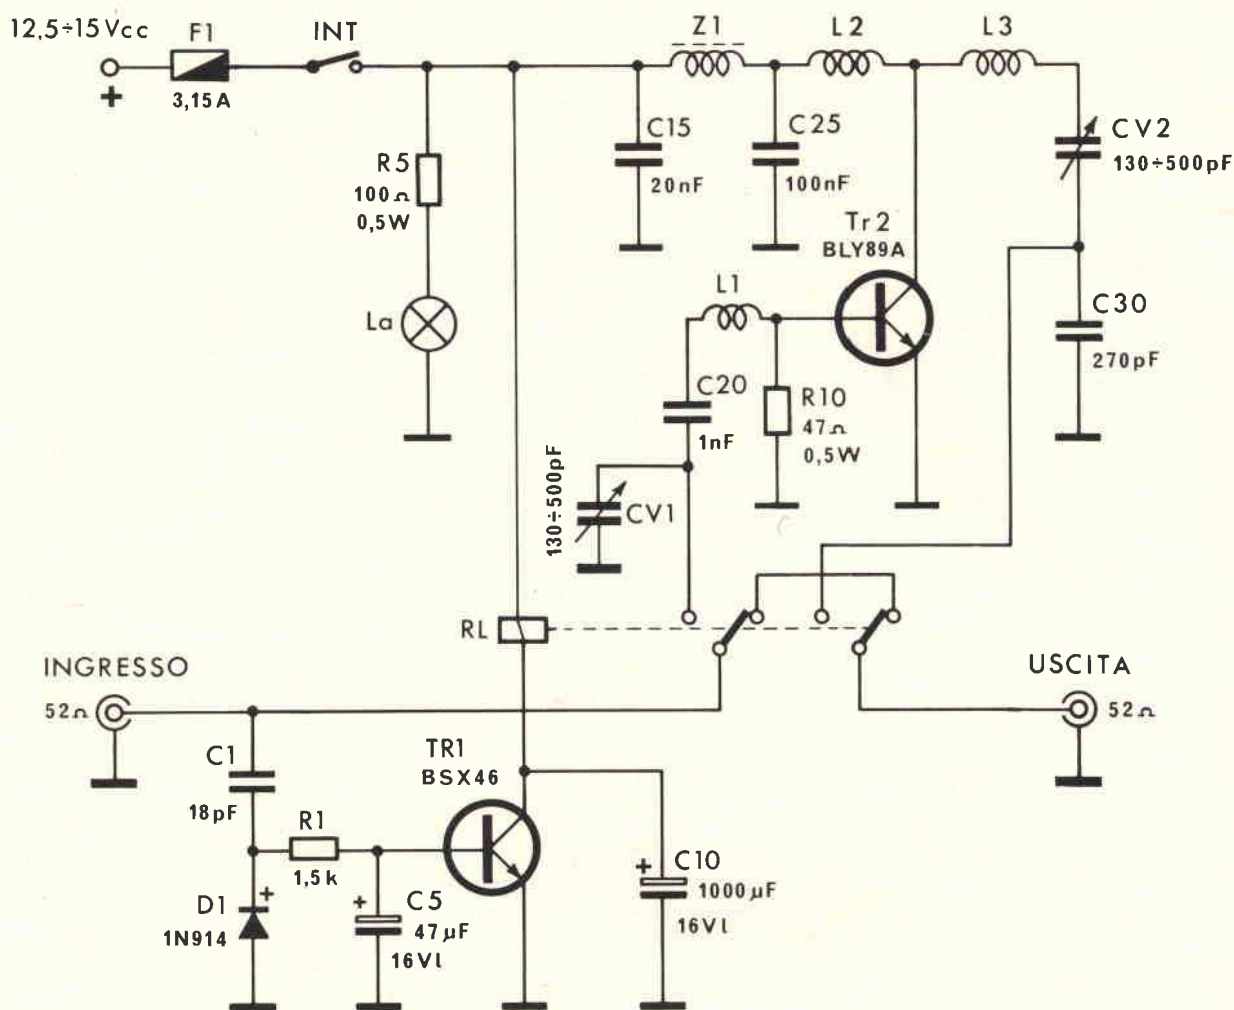 12,5÷15Vcc
F1
INT
Z1
L2
L3
+
3,15A
C15
20nF
C25
100nF
CV2
130÷500pF
R5
100Ω
0,5W
Tr2
BLY89A
L1
La
C30
270pF
C20
1nF
R10
47Ω
0,5W
130÷500pF
CV1
RL
INGRESSO
52Ω
USCITA
52Ω
C1
18pF
TR1
BSX46
R1
1,5k
D1
+
1N914
+
C5
47µF
16Vl
+
C10
1000µF
16Vl